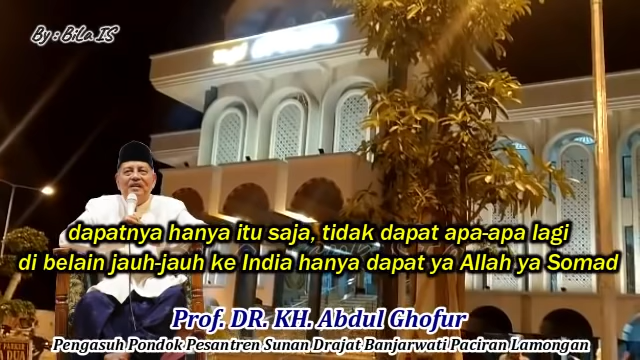 By : BiLa IS
dapatnya hanya itu saja, tidak dapat apa-apa lagi
di belain jauh-jauh ke India hanya dapat ya Allah ya Somad
Prof. DR. KH. Abdul Ghofur
Pengasuh Pondok Pesantren Sunan Drajat Banjarwati Paciran Lamongan